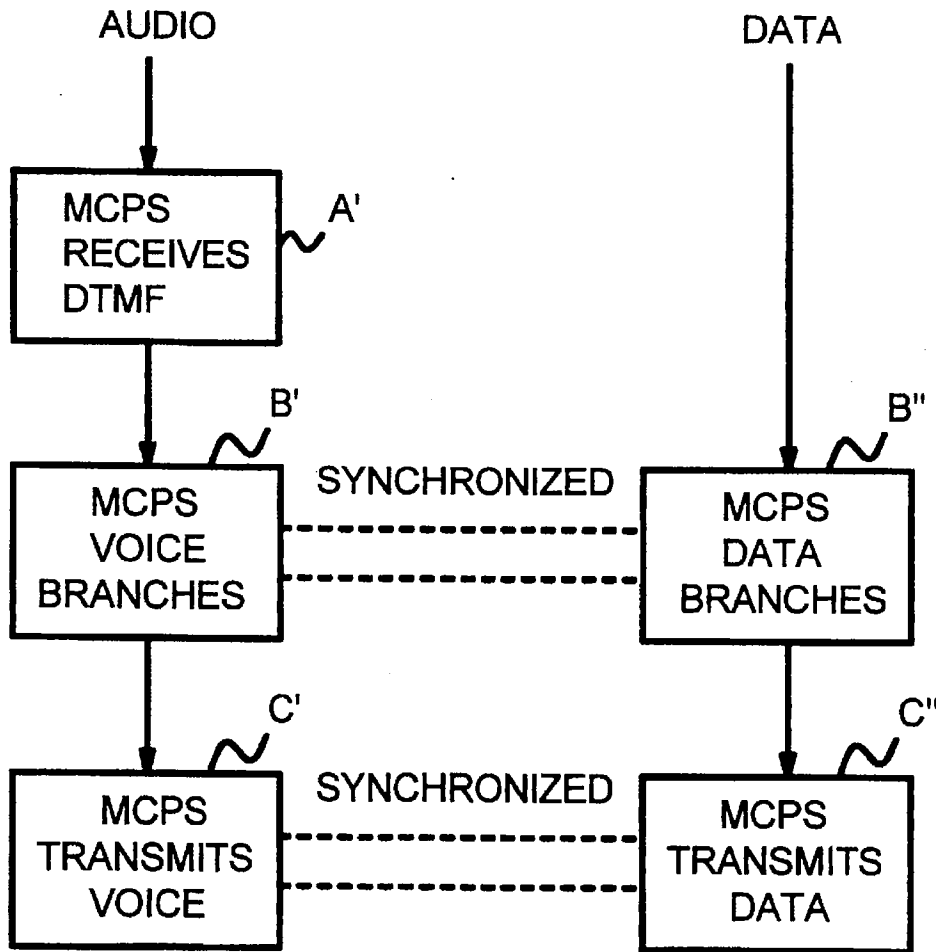 AUDIO
DATA
MCPS
RECEIVES
DTMF
A'
B'
B"
MCPS
VOICE
BRANCHES
SYNCHRONIZED
MCPS
DATA
BRANCHES
C'
C"
MCPS
TRANSMITS
VOICE
SYNCHRONIZED
MCPS
TRANSMITS
DATA